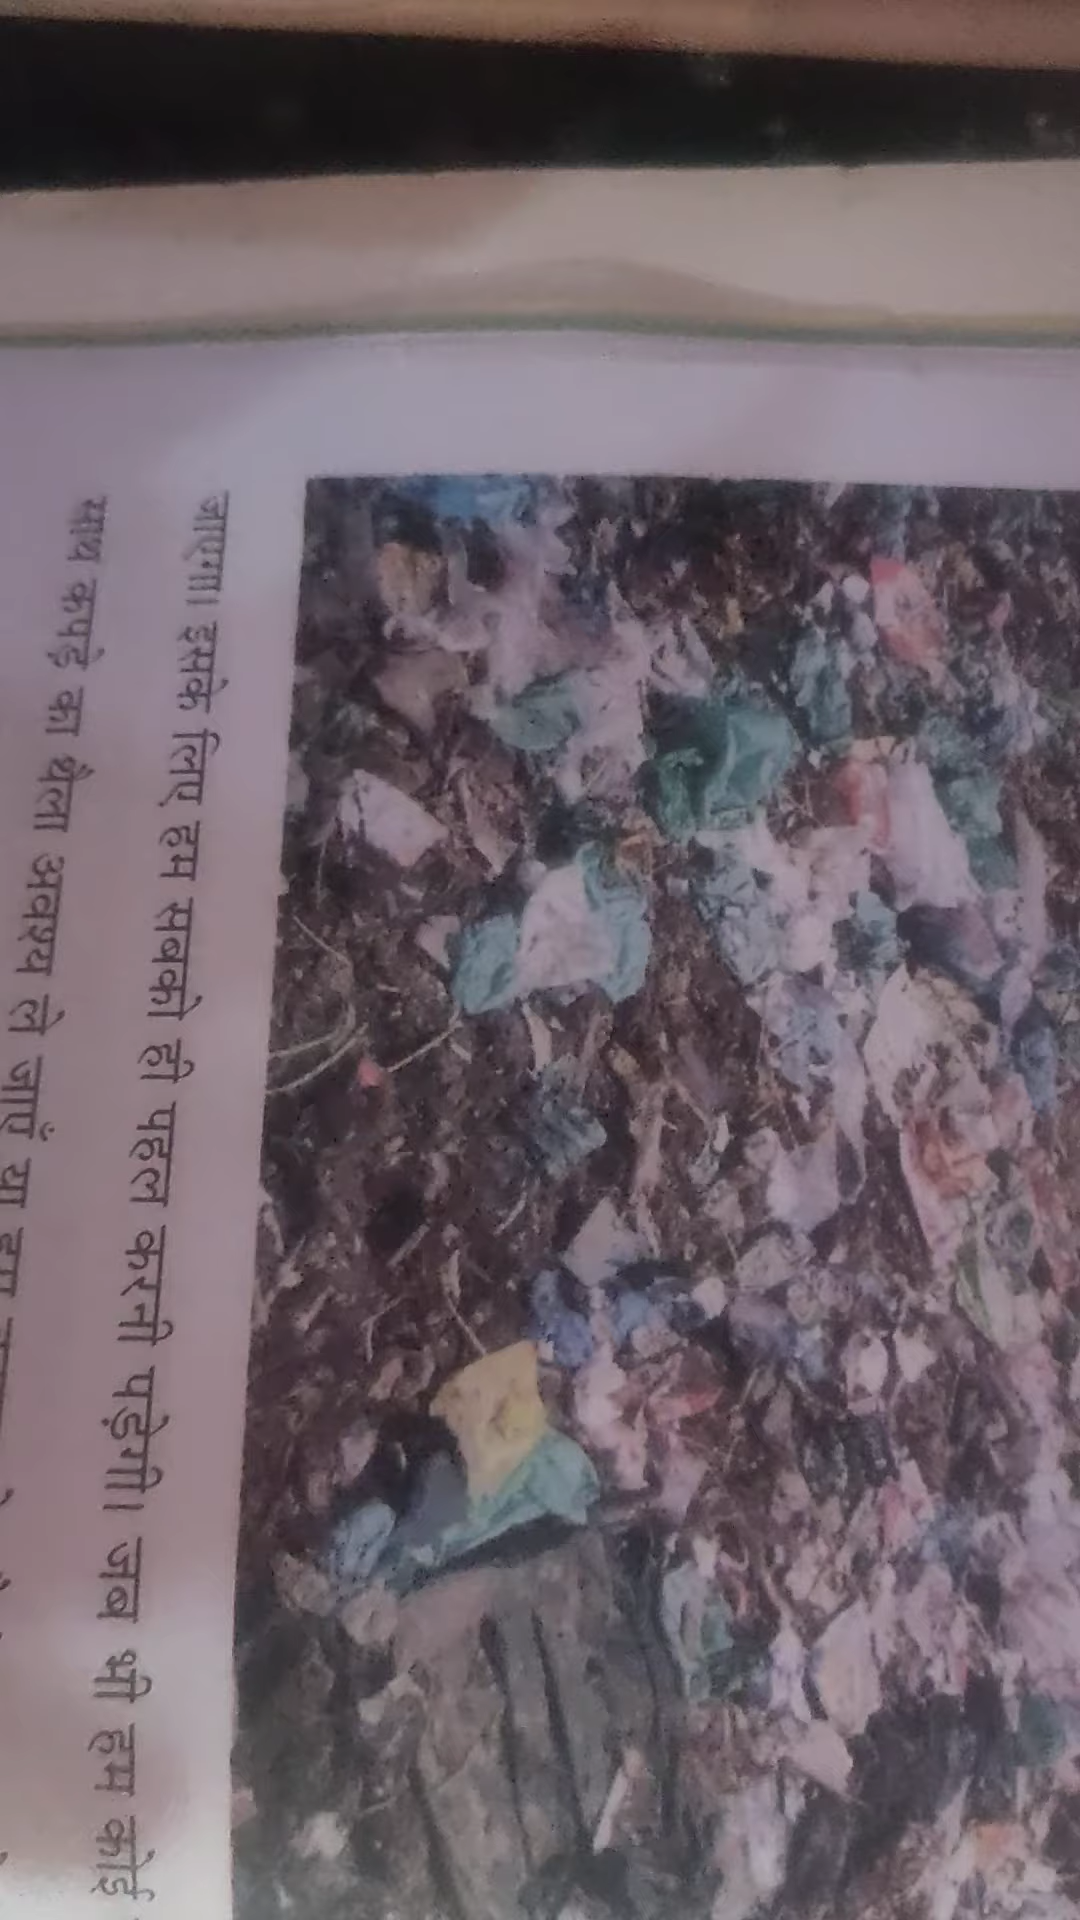 जाएगा। इसके लिए हम सबको ही पहल करनी पड़ेगी। जब भी हम कोई
साथ कपड़े का थैला अवश्य ले जाएँ या